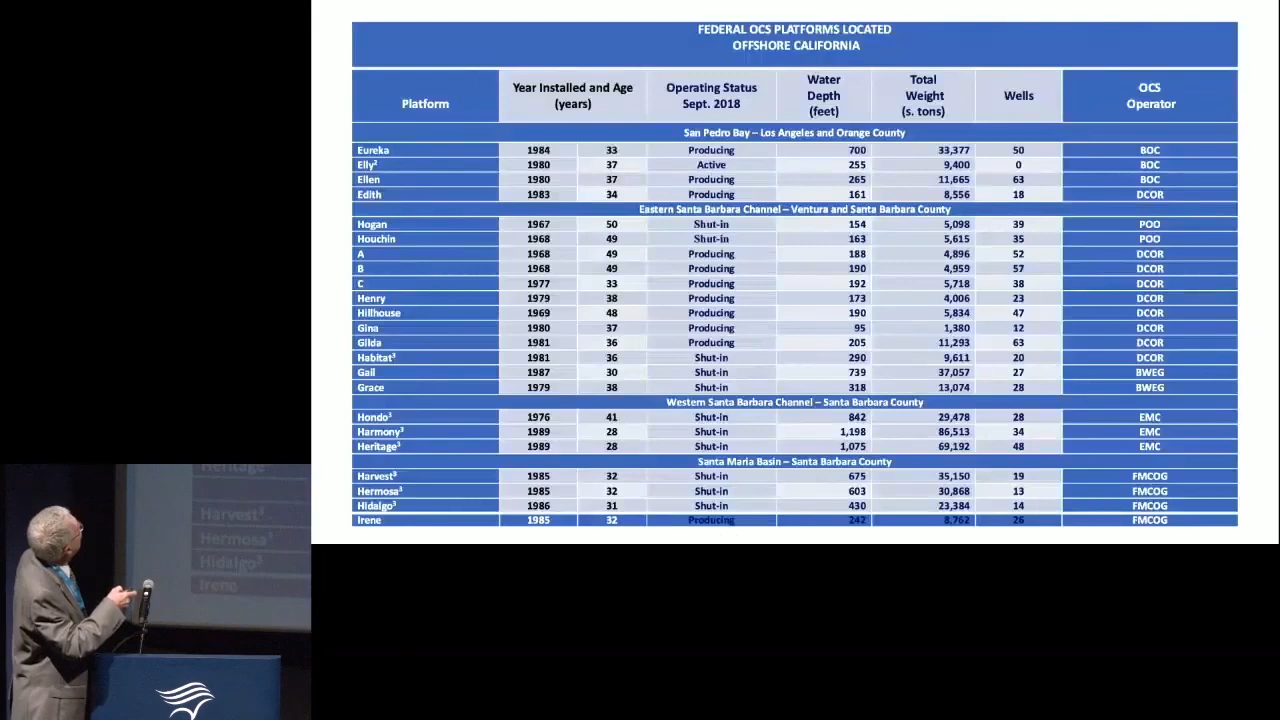 FEDERAL OCS PLATFORMS LOCATED
OFFSHORE CALIFORNIA
Platform Year Installed and Age (years) Operating Status Sept. 2018 Water Depth (feet) Total Weight (s. tons) Wells OCS Operator
San Pedro Bay – Los Angeles and Orange County
Eureka 1984 33 Producing 700 33,377 50 BOC
Elly² 1980 37 Active 255 9,400 0 BOC
Ellen 1980 37 Producing 265 11,665 63 BOC
Edith 1983 34 Producing 161 8,556 18 DCOR
Eastern Santa Barbara Channel – Ventura and Santa Barbara County
Hogan 1967 50 Shut-in 154 5,098 39 POO
Houchin 1968 49 Shut-in 163 5,615 35 POO
A 1968 49 Producing 188 4,896 52 DCOR
B 1968 49 Producing 190 4,959 57 DCOR
C 1977 33 Producing 192 5,718 38 DCOR
Henry 1979 38 Producing 173 4,006 23 DCOR
Hillhouse 1969 48 Producing 190 5,834 47 DCOR
Gina 1980 37 Producing 95 1,380 12 DCOR
Gilda 1981 36 Producing 205 11,293 63 DCOR
Habitat³ 1981 36 Shut-in 290 9,611 20 DCOR
Gail 1987 30 Shut-in 739 37,057 27 BWEG
Grace 1979 38 Shut-in 318 13,074 28 BWEG
Western Santa Barbara Channel – Santa Barbara County
Hondo³ 1976 41 Shut-in 842 29,478 28 EMC
Harmony³ 1989 28 Shut-in 1,198 86,513 34 EMC
Heritage³ 1989 28 Shut-in 1,075 69,192 48 EMC
Santa Maria Basin – Santa Barbara County
Harvest³ 1985 32 Shut-in 675 35,150 19 FMCOG
Hermosa³ 1985 32 Shut-in 603 30,868 13 FMCOG
Hidalgo³ 1986 31 Shut-in 430 23,384 14 FMCOG
Irene 1985 32 Producing 242 8,762 26 FMCOG
Heritage
Harvest³
Hermosa³
Hidalgo³
Irene